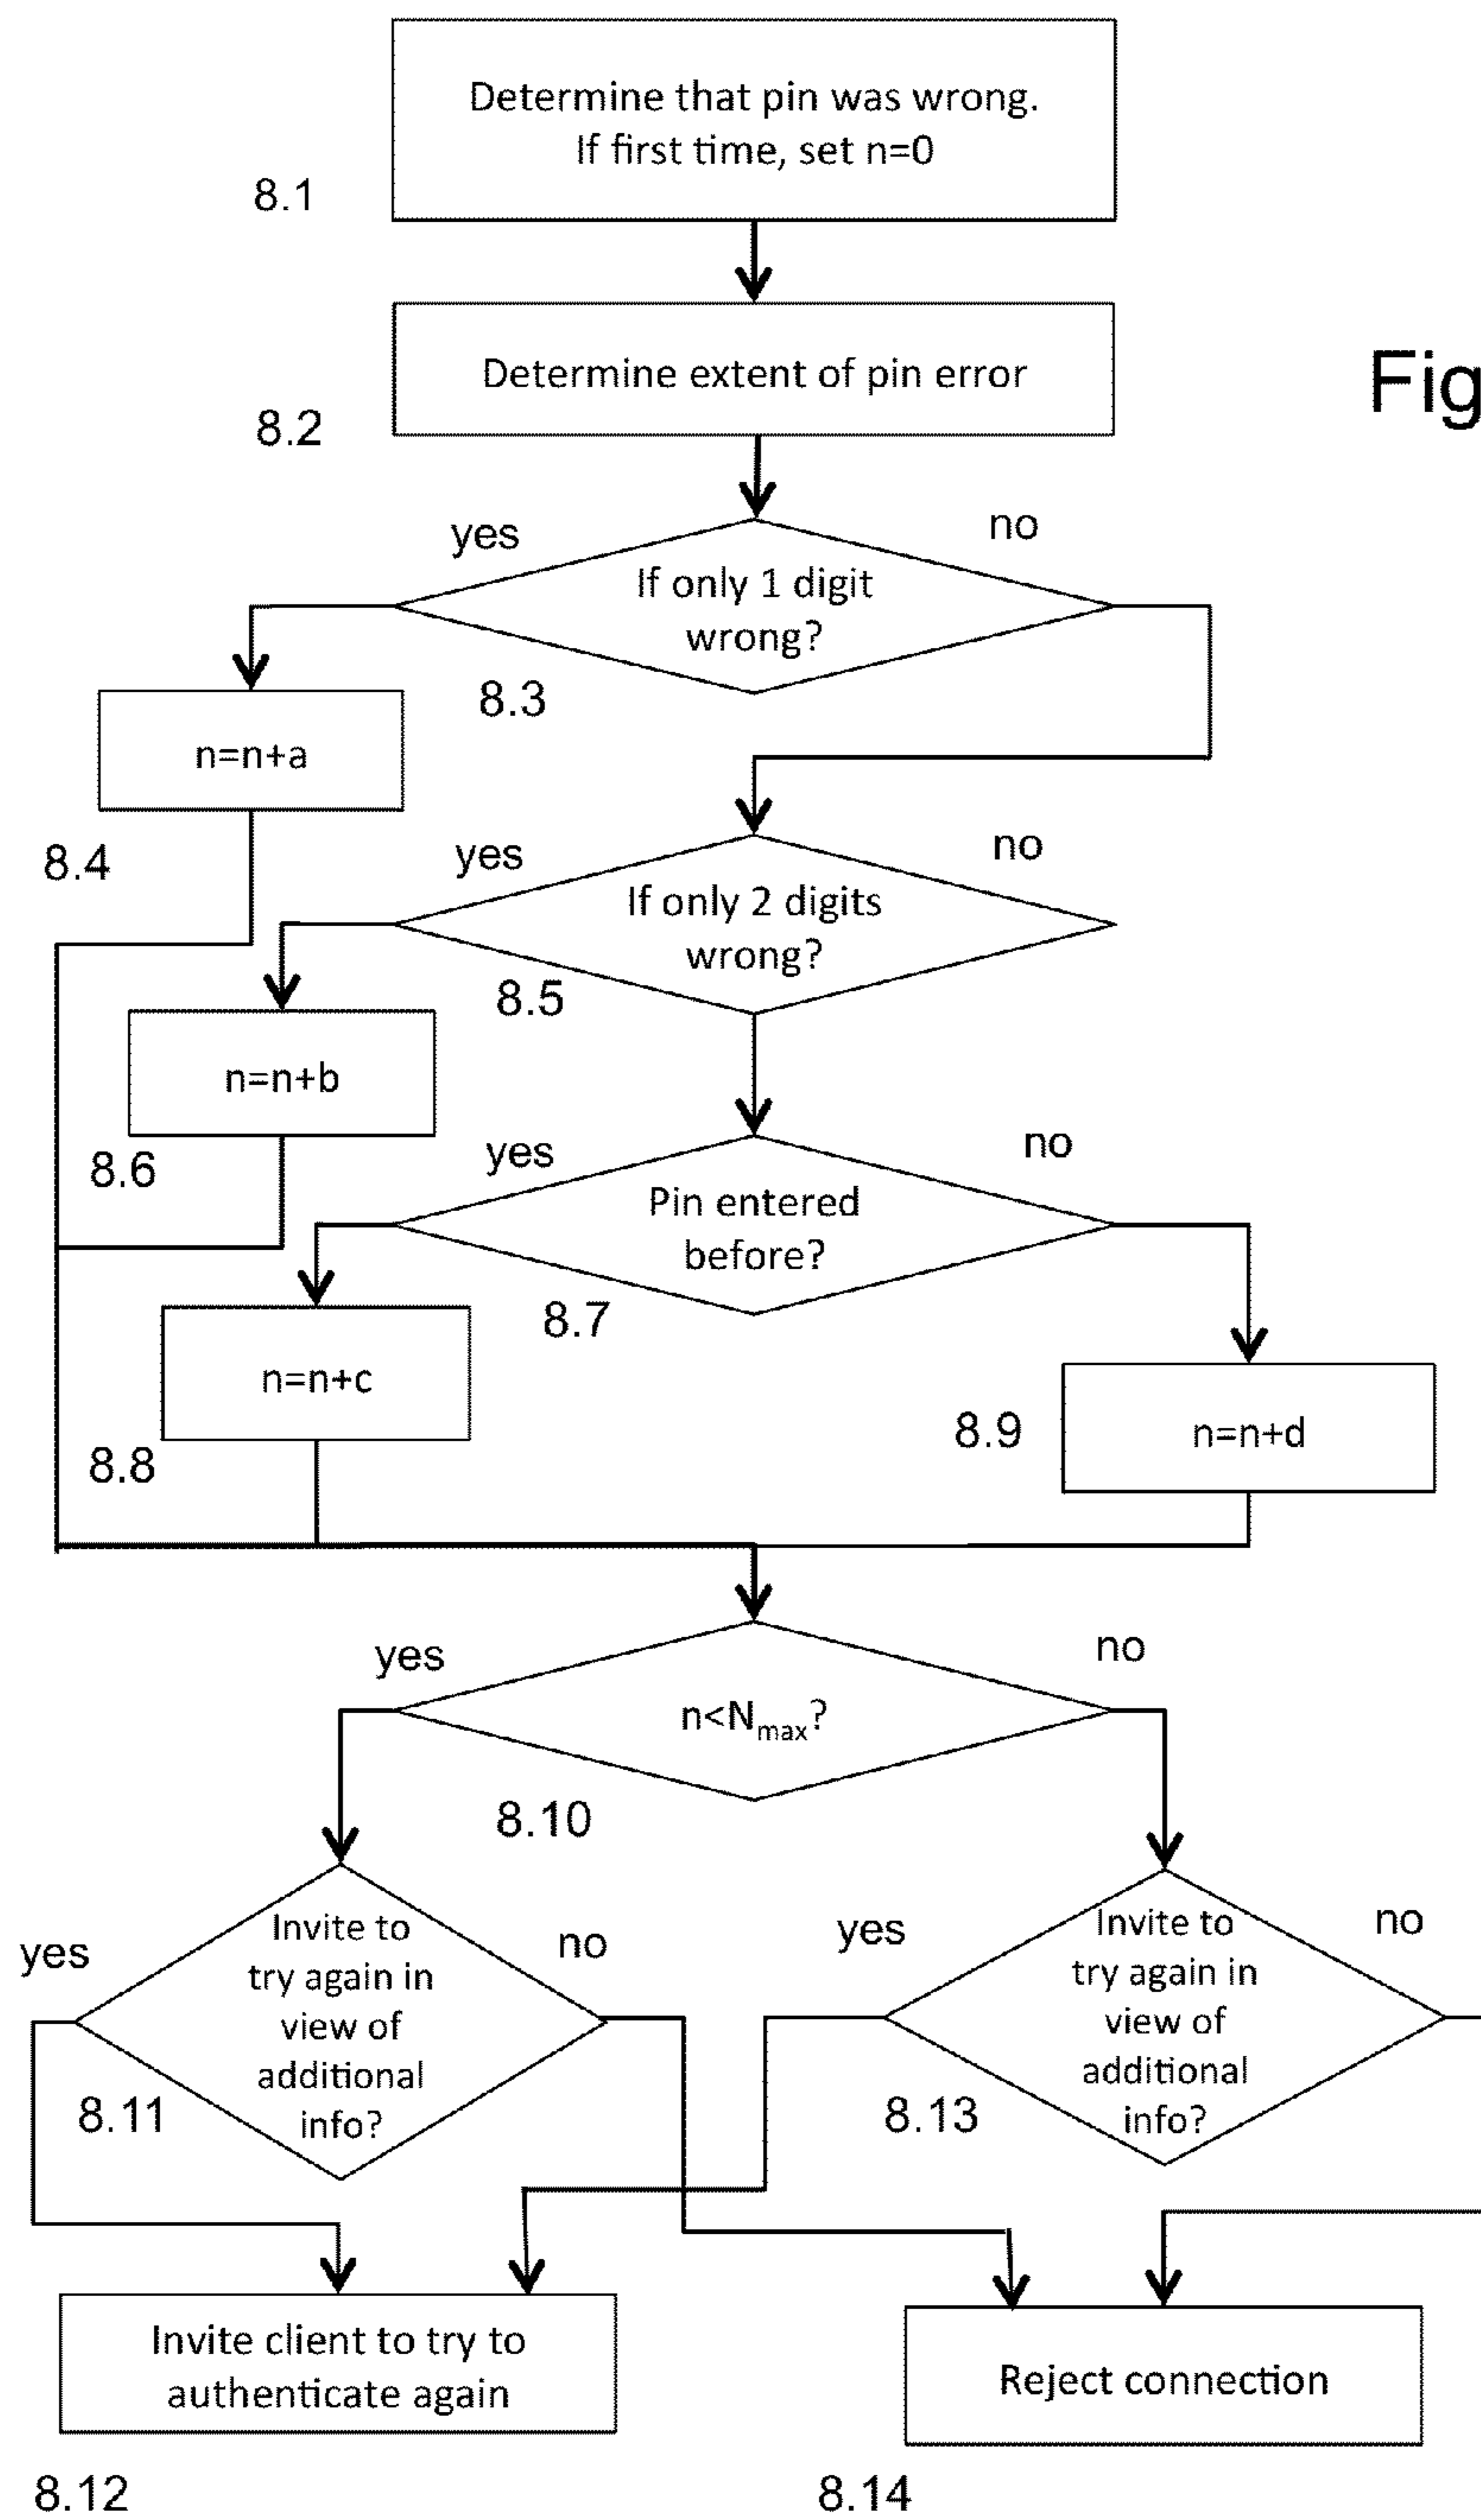 Determine that pin was wrong.
If first time, set n=0
8.1
Determine extent of pin error
8.2
Fig
yes
no
If only 1 digit
wrong?
8.3
n=n+a
8.4
yes
no
If only 2 digits
wrong?
8.5
n=n+b
8.6
yes
no
Pin entered
before?
8.7
n=n+c
8.8
8.9
n=n+d
yes
no
n<Nmax?
8.10
yes
Invite to
try again in
view of
additional
info?
no
8.11
yes
Invite to
try again in
view of
additional
info?
no
8.13
Invite client to try to
authenticate again
8.12
Reject connection
8.14